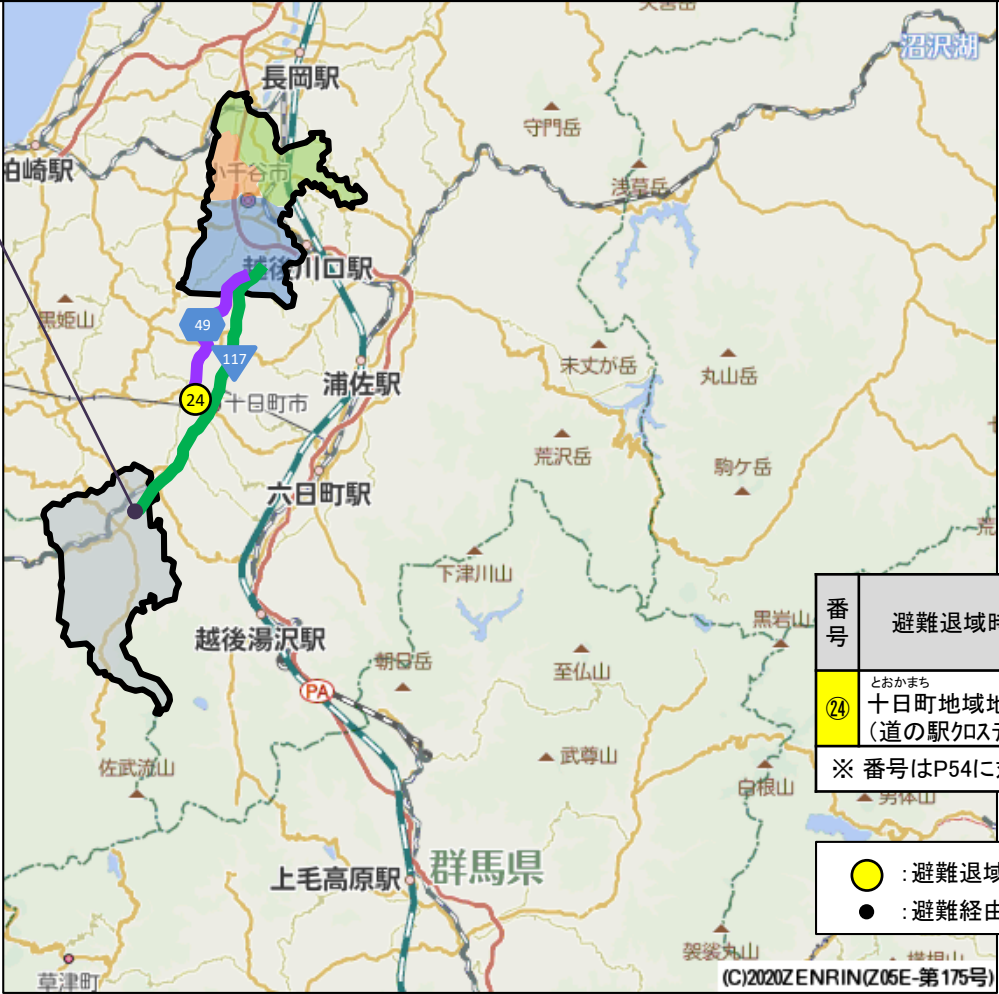 沼沢湖
長岡駅
守門岳
柏崎駅
小千谷市
浅草岳
越後川口駅
黒姫山
49
117
未丈が岳
丸山岳
浦佐駅
24
十日町市
荒沢岳
駒ケ岳
六日町駅
荒
下津川山
黒岩山
越後湯沢駅
朝日岳
至仏山
PA
番号
避難退域時
㉔
とおかまち
十日町地域地
(道の駅クロステ
※ 番号はP54に
佐武流山
武尊山
白根山
男体山
群馬県
上毛高原駅
:避難退域
:避難経由
袈裟丸山
草津町
(C)2020ZENRIN(Z05E-第175号)